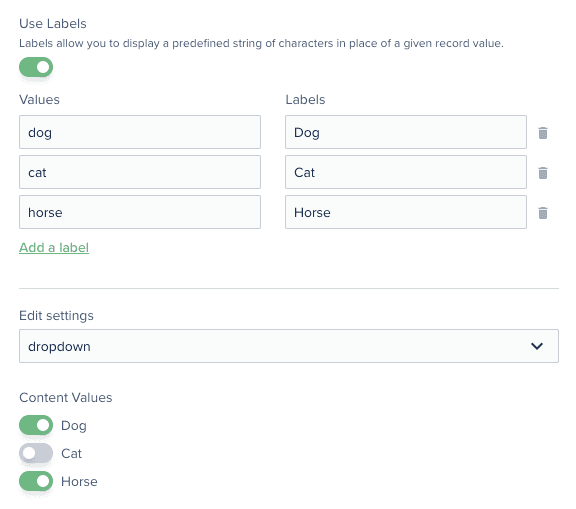 Use Labels
Labels allow you to display a predefined string of characters in place of a given record value.
Values Labels
dog Dog
cat Cat
horse Horse
Add a label
Edit settings
dropdown
Content Values
Dog
Cat
Horse